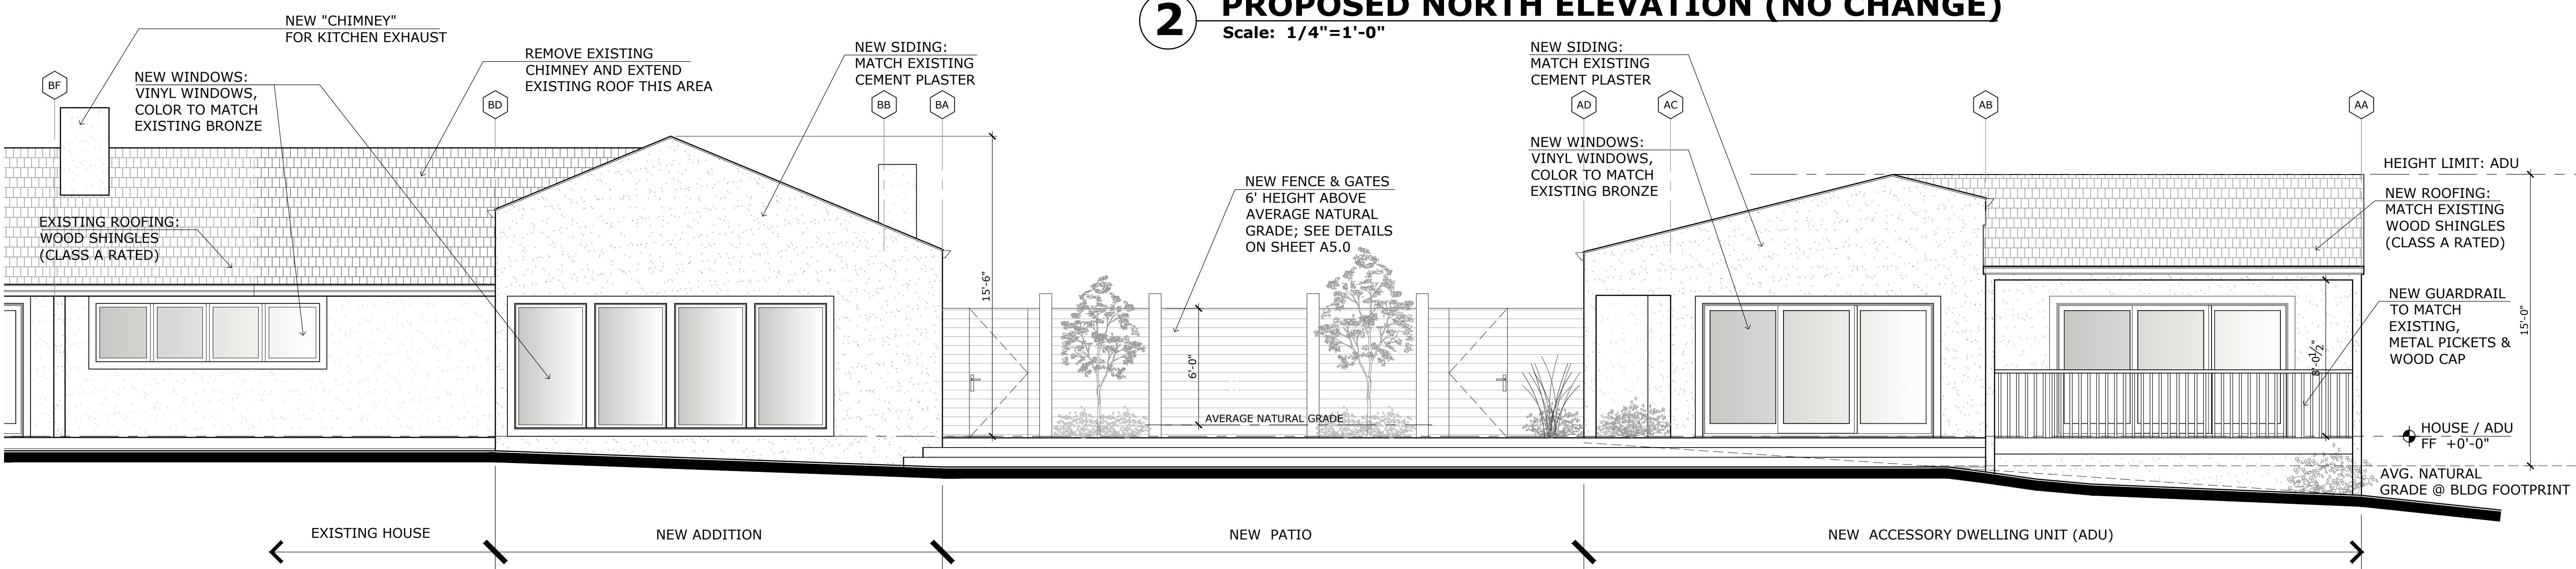 2
PROPOSED NORTH ELEVATION (NO CHANGE)
Scale: 1/4"=1'-0"
NEW "CHIMNEY"
FOR KITCHEN EXHAUST
NEW WINDOWS:
VINYL WINDOWS,
COLOR TO MATCH
EXISTING BRONZE
REMOVE EXISTING
CHIMNEY AND EXTEND
EXISTING ROOF THIS AREA
NEW SIDING:
MATCH EXISTING
CEMENT PLASTER
NEW SIDING:
MATCH EXISTING
CEMENT PLASTER
BF
BD
BB
BA
AD
AC
AB
AA
NEW WINDOWS:
VINYL WINDOWS,
COLOR TO MATCH
EXISTING BRONZE
HEIGHT LIMIT: ADU
EXISTING ROOFING:
WOOD SHINGLES
(CLASS A RATED)
NEW FENCE & GATES
6' HEIGHT ABOVE
AVERAGE NATURAL
GRADE; SEE DETAILS
ON SHEET A5.0
NEW ROOFING:
MATCH EXISTING
WOOD SHINGLES
(CLASS A RATED)
15'-6"
6'-0"
8'-0½"
15'-0"
NEW GUARDRAIL
TO MATCH
EXISTING,
METAL PICKETS &
WOOD CAP
AVERAGE NATURAL GRADE
HOUSE / ADU
FF +0'-0"
AVG. NATURAL
GRADE @ BLDG FOOTPRINT
EXISTING HOUSE
NEW ADDITION
NEW PATIO
NEW ACCESSORY DWELLING UNIT (ADU)